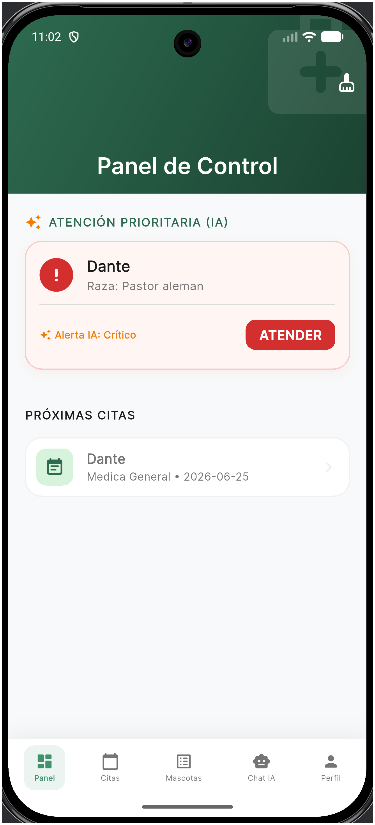 11:02
Panel de Control
ATENCIÓN PRIORITARIA (IA)
Dante
Raza: Pastor aleman
Alerta IA: Crítico
ATENDER
PRÓXIMAS CITAS
Dante
Medica General • 2026-06-25
Panel
Citas
Mascotas
Chat IA
Perfil